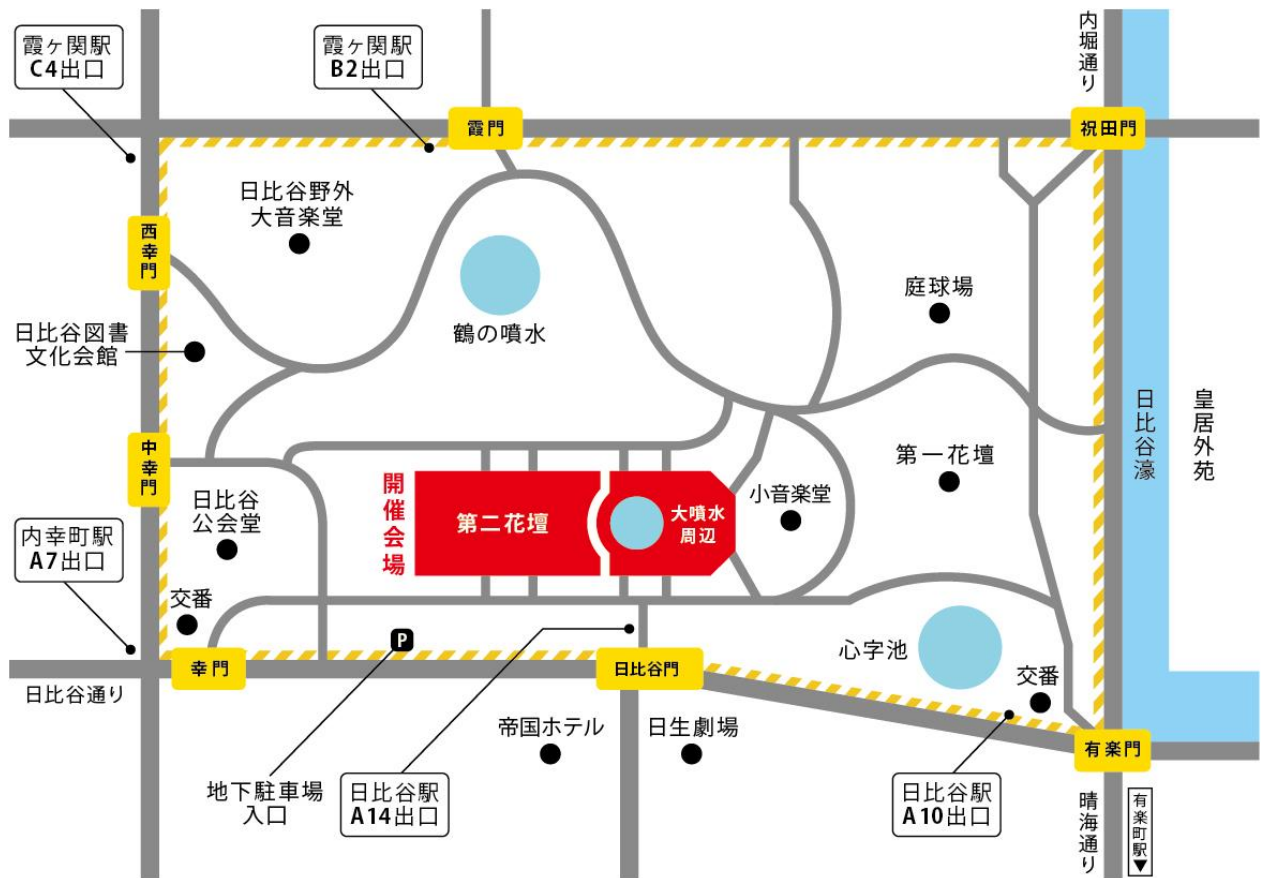 霞ヶ関駅
C4出口
霞ヶ関駅
B2出口
内堀通り
霞門
祝田門
日比谷野外
大音楽堂
西幸門
鶴の噴水
庭球場
日比谷図書
文化会館
日比谷濠
皇居外苑
中幸門
第一花壇
開催会場
第二花壇
大噴水
周辺
小音楽堂
日比谷
公会堂
内幸町駅
A7出口
交番
P
幸門
日比谷門
心字池
交番
日比谷通り
帝国ホテル
日生劇場
有楽門
地下駐車場
入口
日比谷駅
A14出口
日比谷駅
A10出口
晴海通り
有楽町駅▼